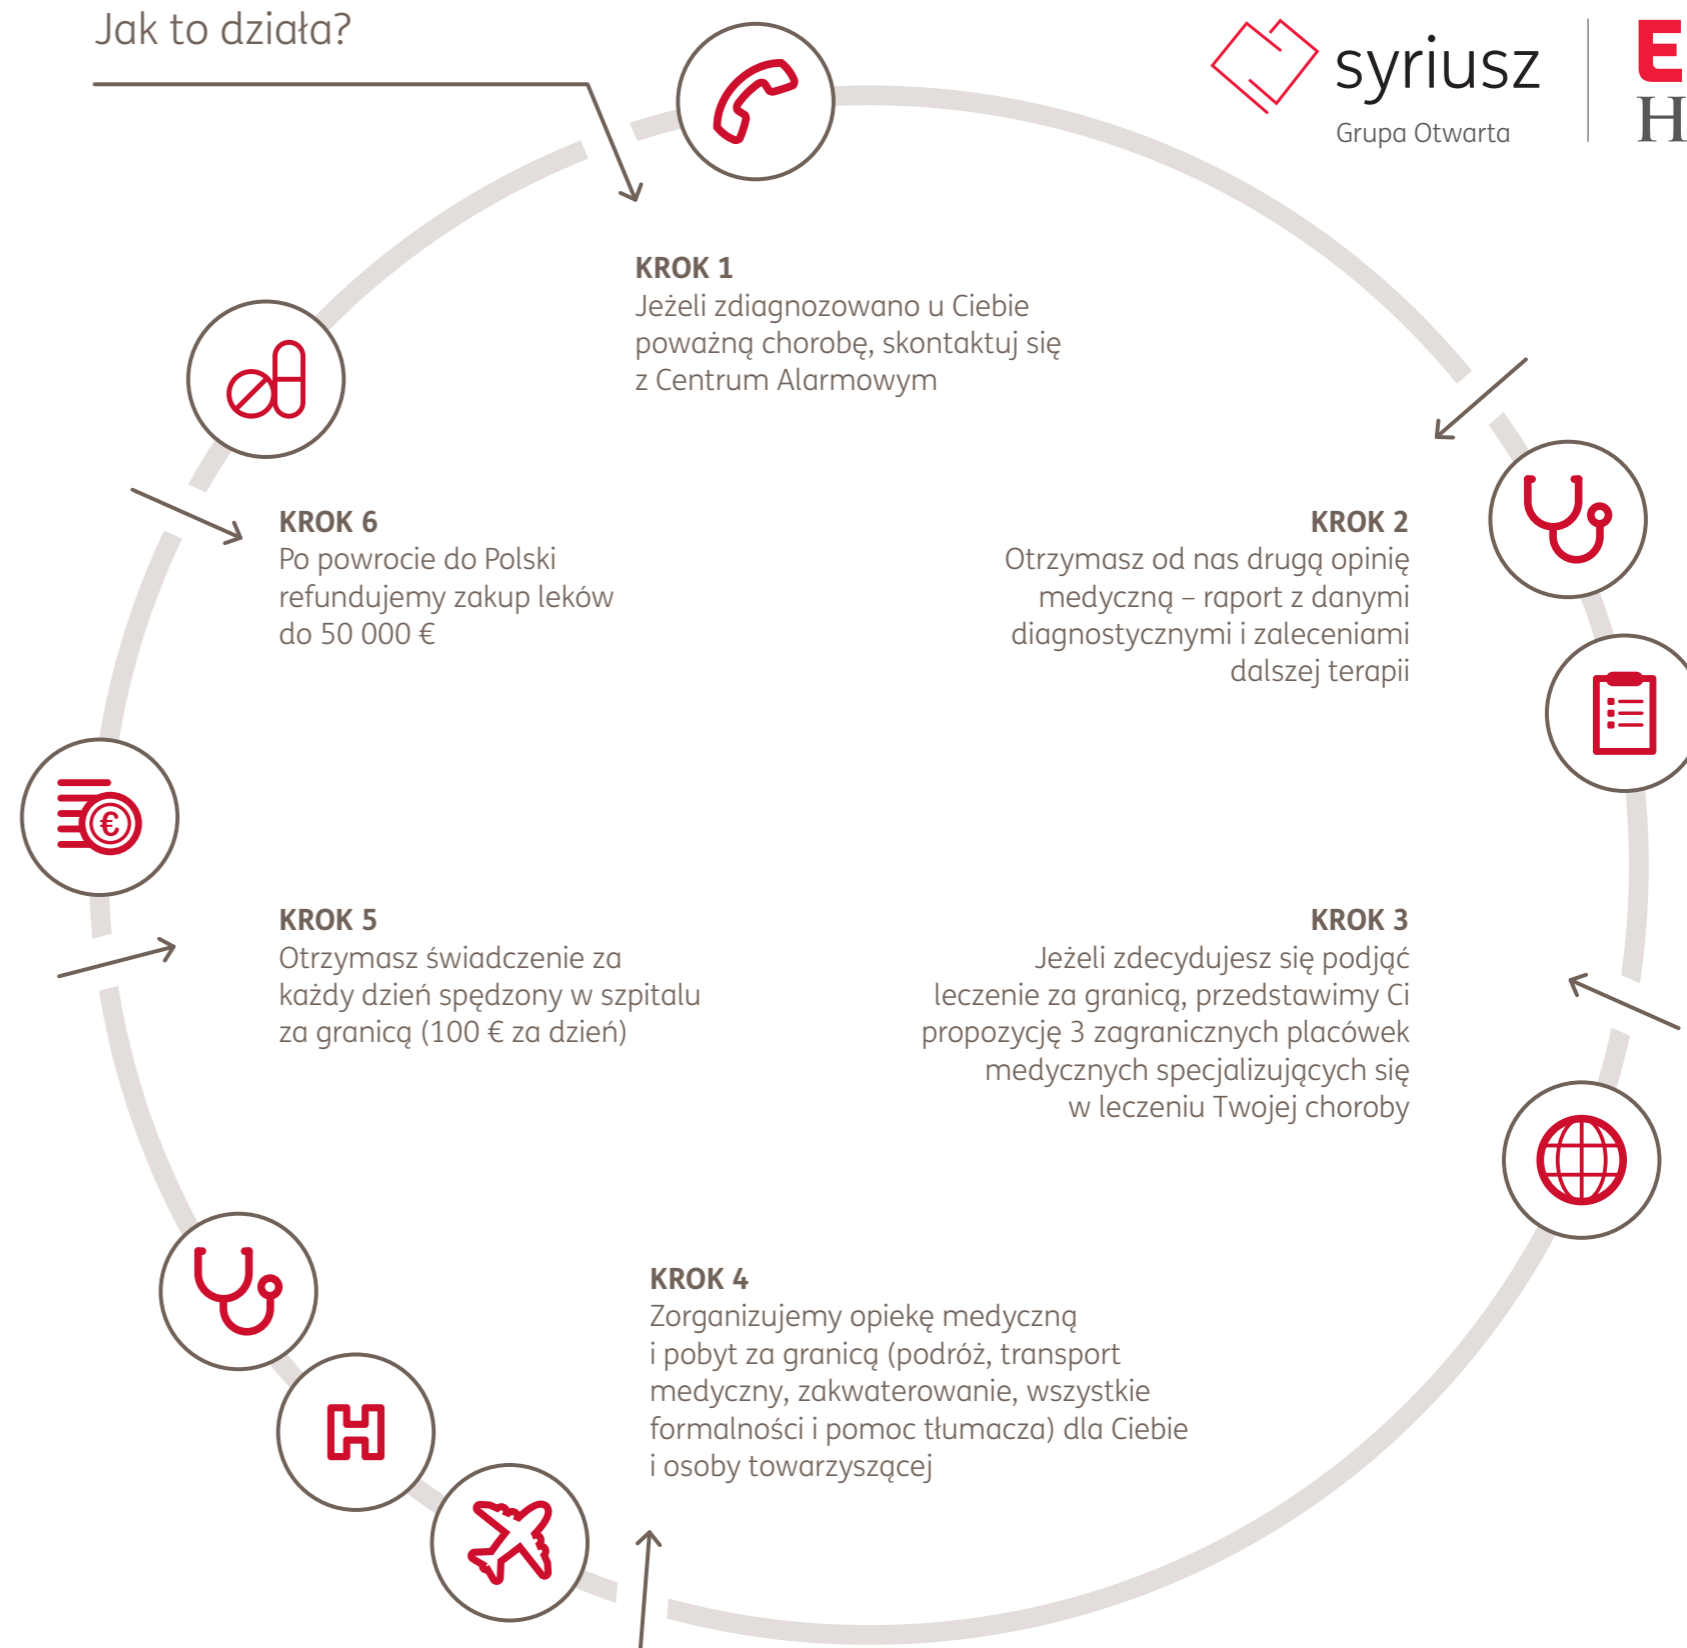 Jak to działa?
syriusz
Grupa Otwarta
E
H
KROK 1
Jeżeli zdiagnozowano u Ciebie
poważną chorobę, skontaktuj się
z Centrum Alarmowym
KROK 2
Otrzymasz od nas drugą opinię
medyczną – raport z danymi
diagnostycznymi i zaleceniami
dalszej terapii
KROK 3
Jeżeli zdecydujesz się podjąć
leczenie za granicą, przedstawimy Ci
propozycję 3 zagranicznych placówek
medycznych specjalizujących się
w leczeniu Twojej choroby
KROK 4
Zorganizujemy opiekę medyczną
i pobyt za granicą (podróż, transport
medyczny, zakwaterowanie, wszystkie
formalności i pomoc tłumacza) dla Ciebie
i osoby towarzyszącej
KROK 5
Otrzymasz świadczenie za
każdy dzień spędzony w szpitalu
za granicą (100 € za dzień)
KROK 6
Po powrocie do Polski
refundujemy zakup leków
do 50 000 €
€
H